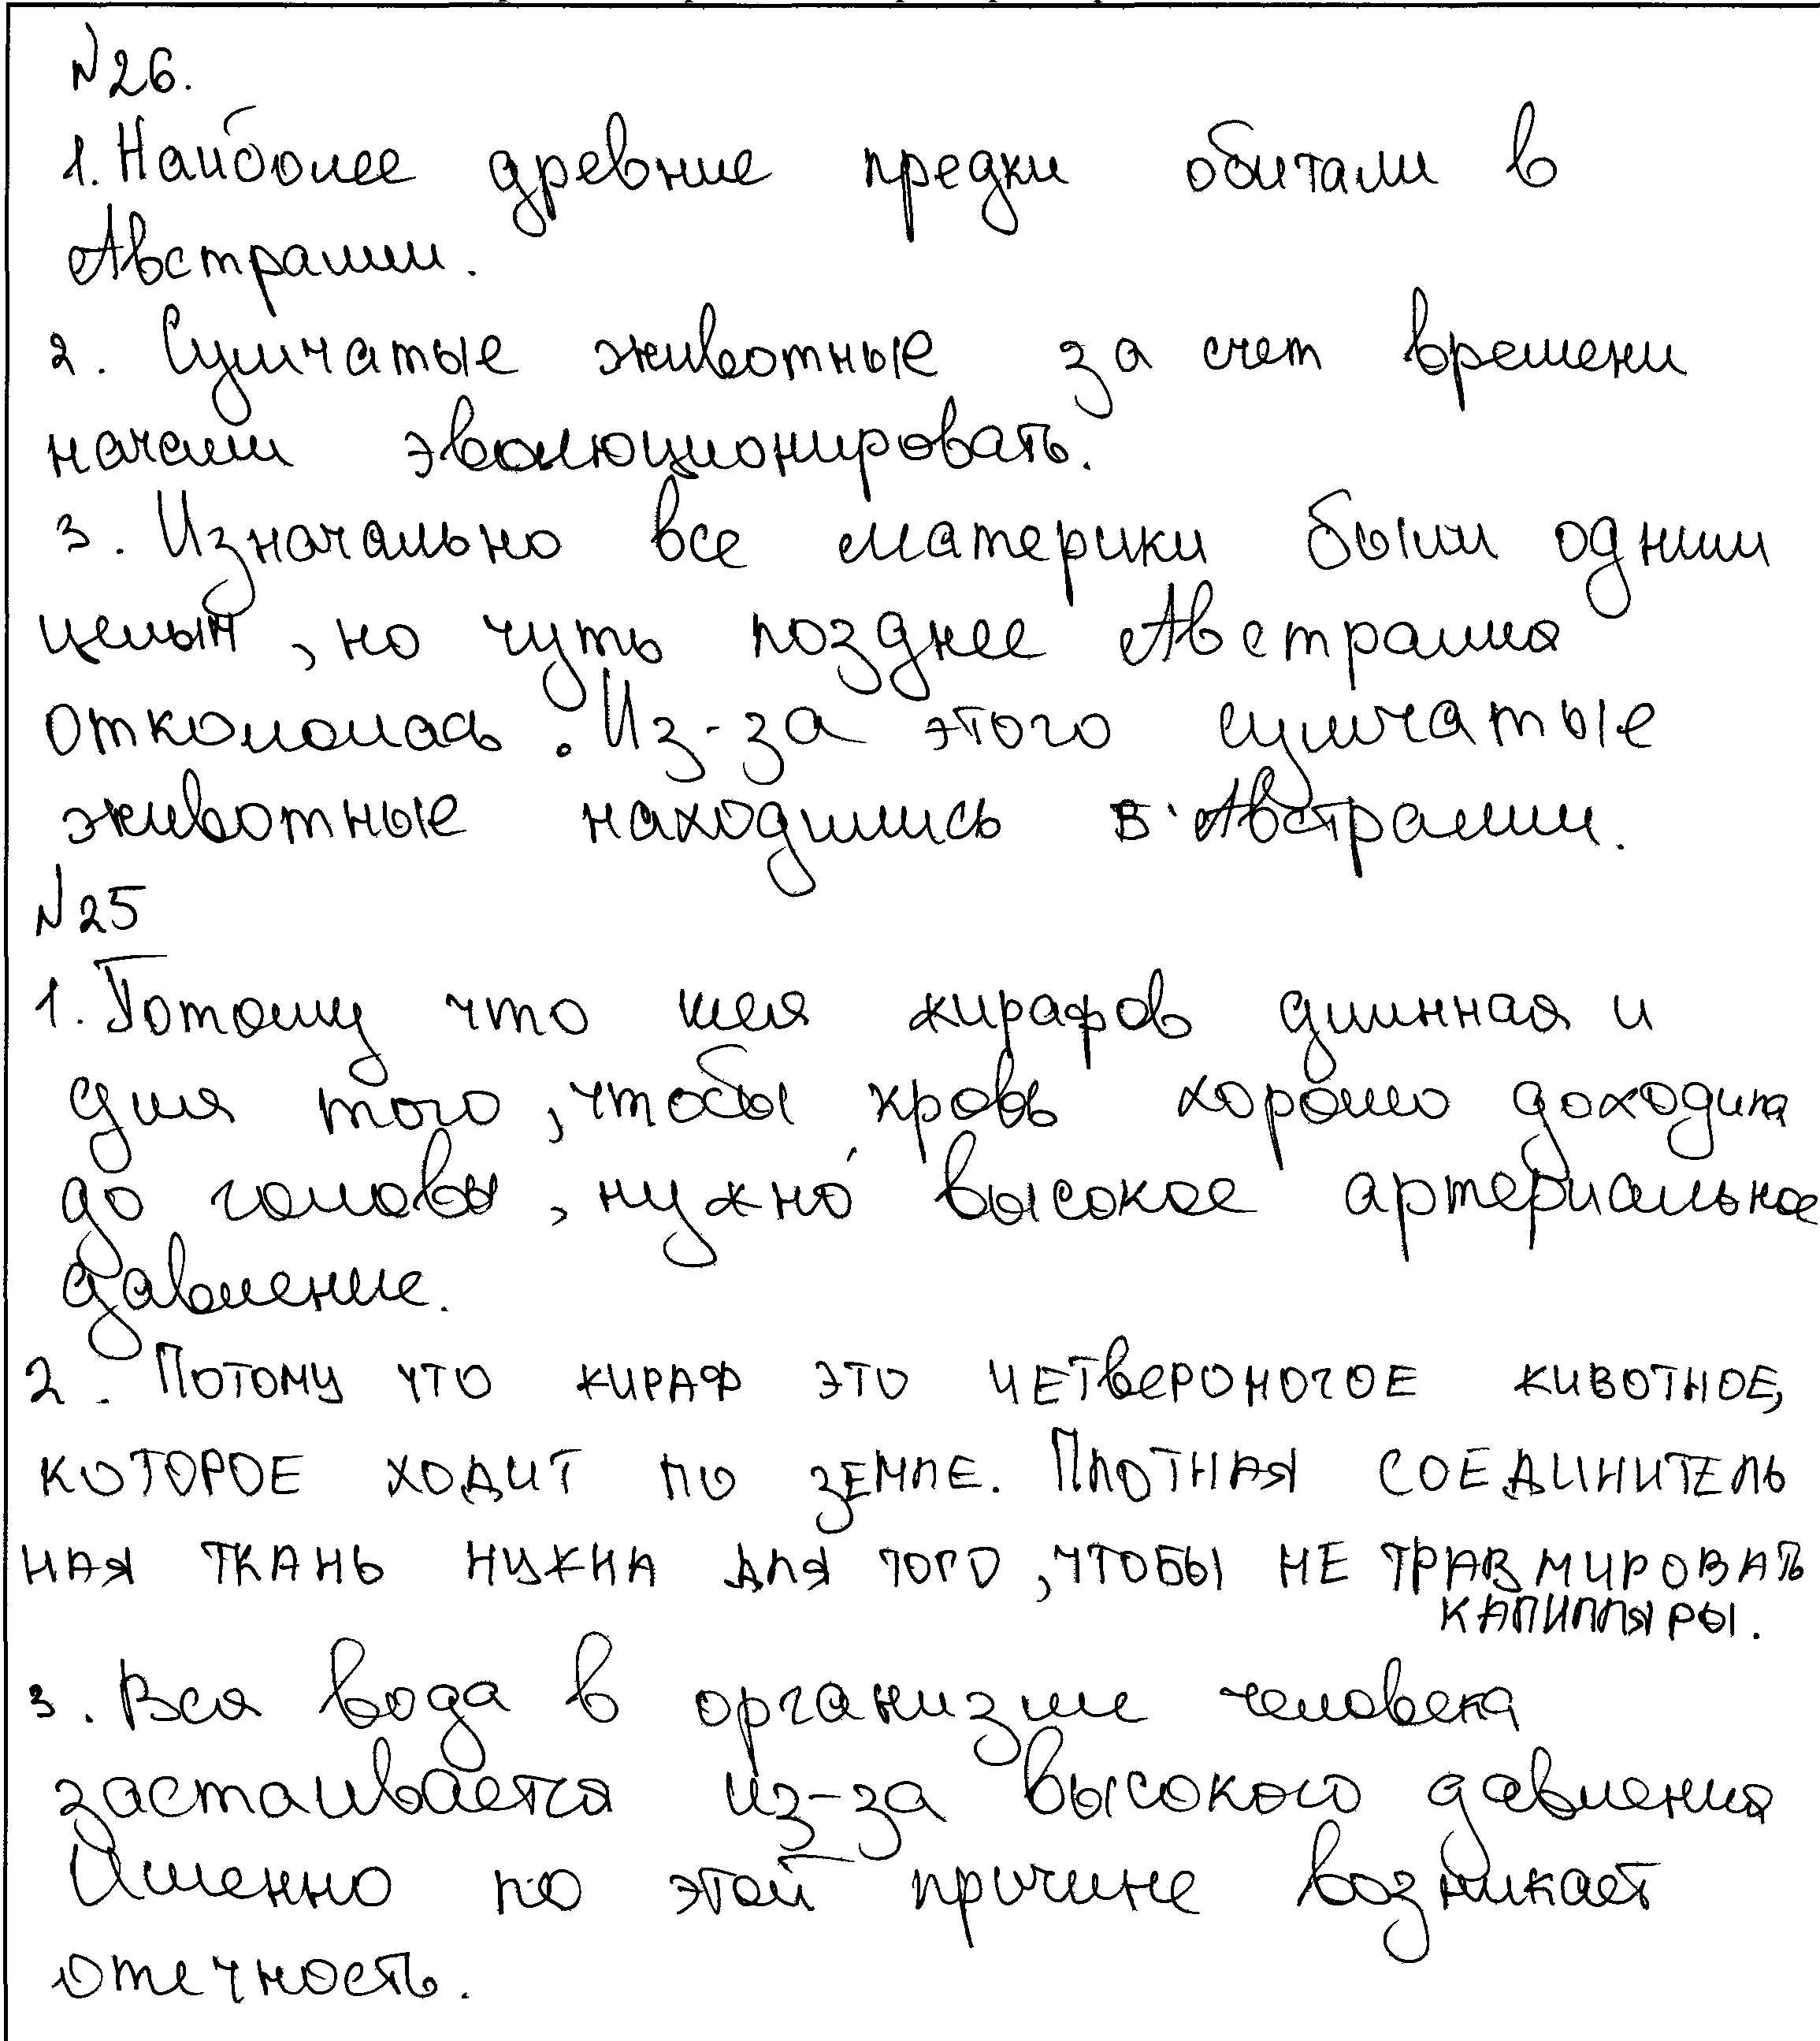 №26.
1. Наиболее древние предки обитали в
Австралии.
2. Сумчатые животные за счет времени
начали эволюционировать.
3. Изначально все материки были одним
целым, но чуть позднее Австралия
откололась. Из-за этого сумчатые
животные находились в Австралии.
№25
1. Потому что шея жирафов длинная и
для того, чтобы кровь хорошо доходила
до головы, нужно высокое артериальное
давление.
2. Потому что жираф это четвероногое животное,
которое ходит по земле. Плотная соединитель
ная ткань нужна для того, чтобы не травмировать
капилляры.
3. Вся вода в организме человека
застаивается из-за высокого давления
Именно по этой причине возникает
отечность.